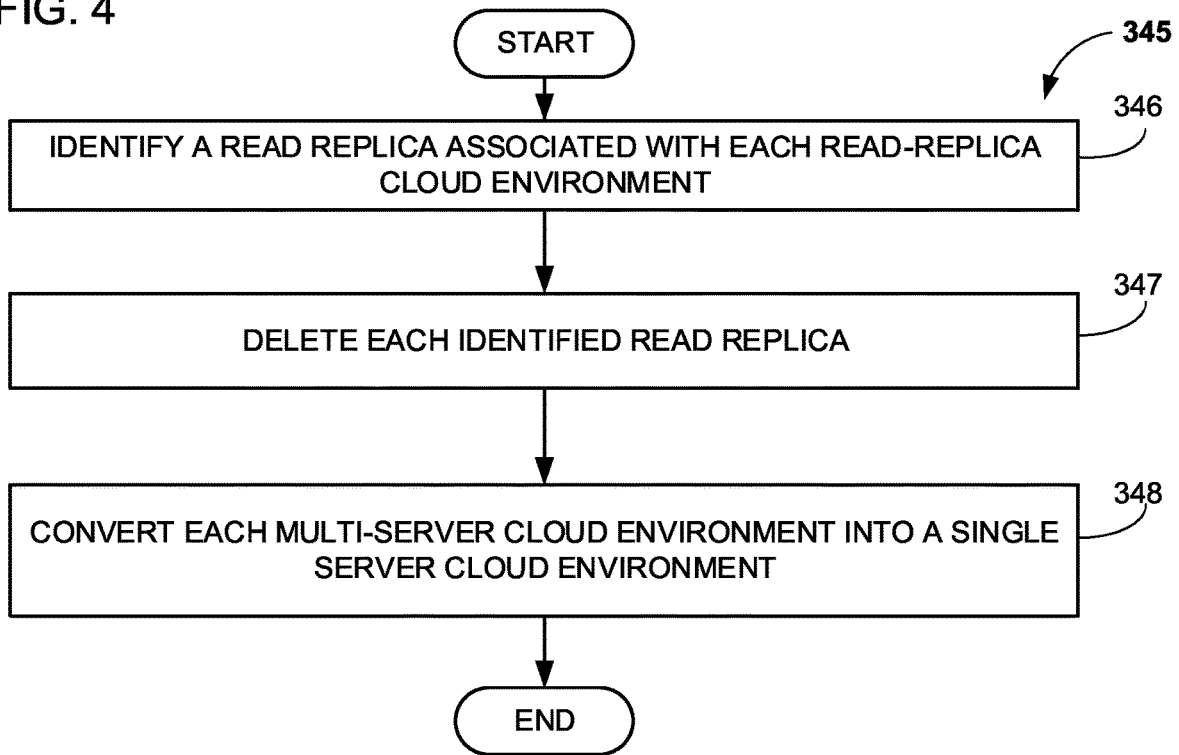 FIG. 4
START
345
346
IDENTIFY A READ REPLICA ASSOCIATED WITH EACH READ-REPLICA
CLOUD ENVIRONMENT
347
DELETE EACH IDENTIFIED READ REPLICA
348
CONVERT EACH MULTI-SERVER CLOUD ENVIRONMENT INTO A SINGLE
SERVER CLOUD ENVIRONMENT
END